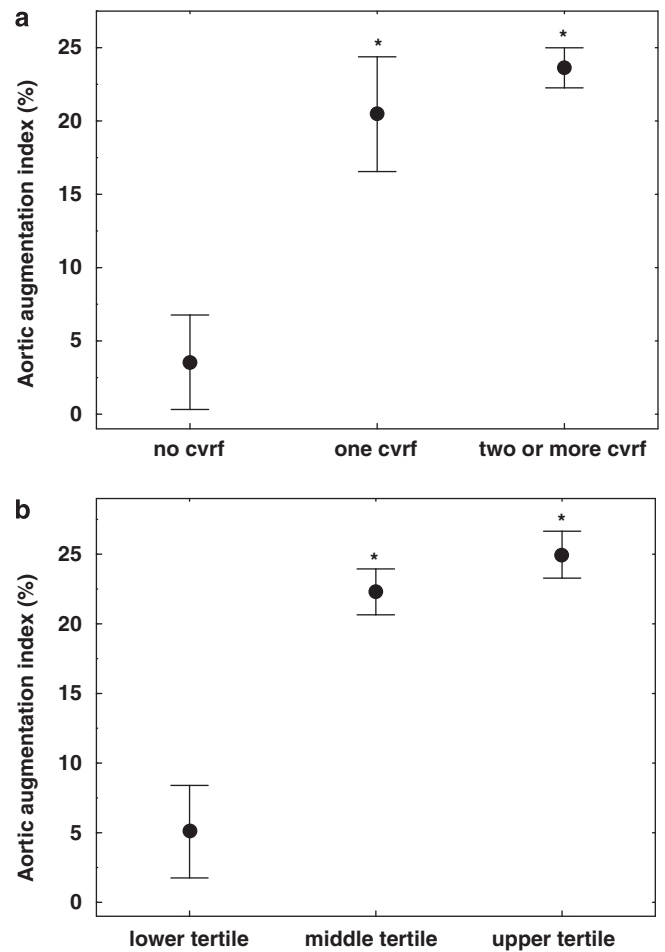 a
Aortic augmentation index (%)
25
20
15
10
5
0
*
*
no cvrf one cvrf two or more cvrf
b
Aortic augmentation index (%)
25
20
15
10
5
0
*
*
lower tertile middle tertile upper tertile